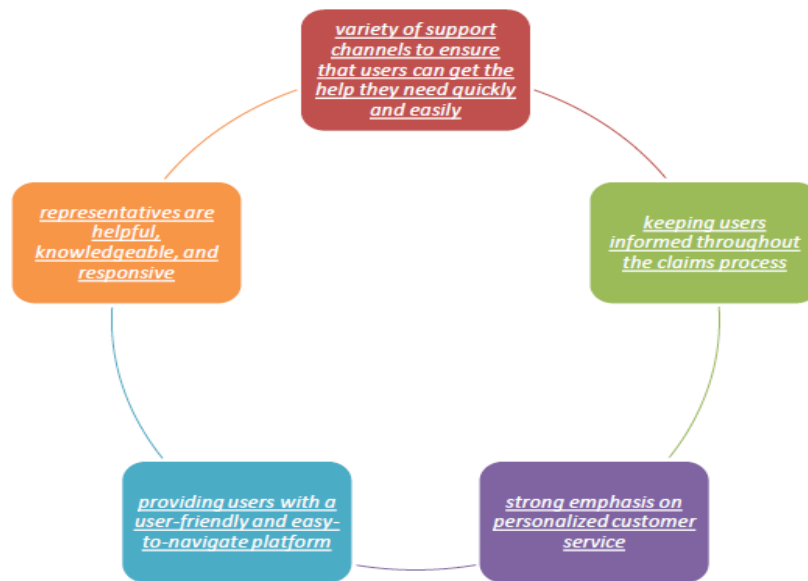 variety of support
channels to ensure
that users can get the
help they need quickly
and easily
keeping users
informed throughout
the claims process
strong emphasis on
personalized customer
service
providing users with a
user-friendly and easy-
to-navigate platform
representatives are
helpful,
knowledgeable, and
responsive